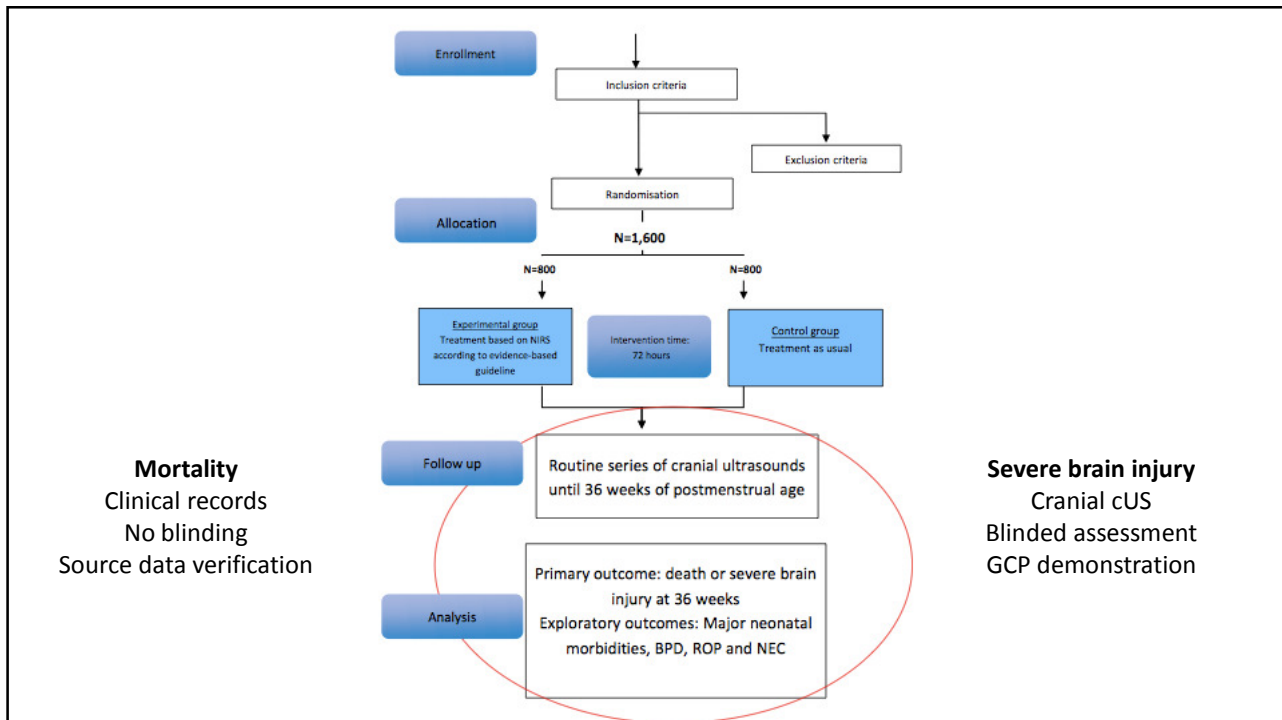 Enrollment
Inclusion criteria
Exclusion criteria
Randomisation
Allocation
N=1,600
N=800
N=800
Experimental group
Treatment based on NIRS
according to evidence-based
guideline
Intervention time:
72 hours
Control group
Treatment as usual
Follow up
Routine series of cranial ultrasounds
until 36 weeks of postmenstrual age
Mortality
Clinical records
No blinding
Source data verification
Severe brain injury
Cranial cUS
Blinded assessment
GCP demonstration
Analysis
Primary outcome: death or severe brain
injury at 36 weeks
Exploratory outcomes: Major neonatal
morbidities, BPD, ROP and NEC